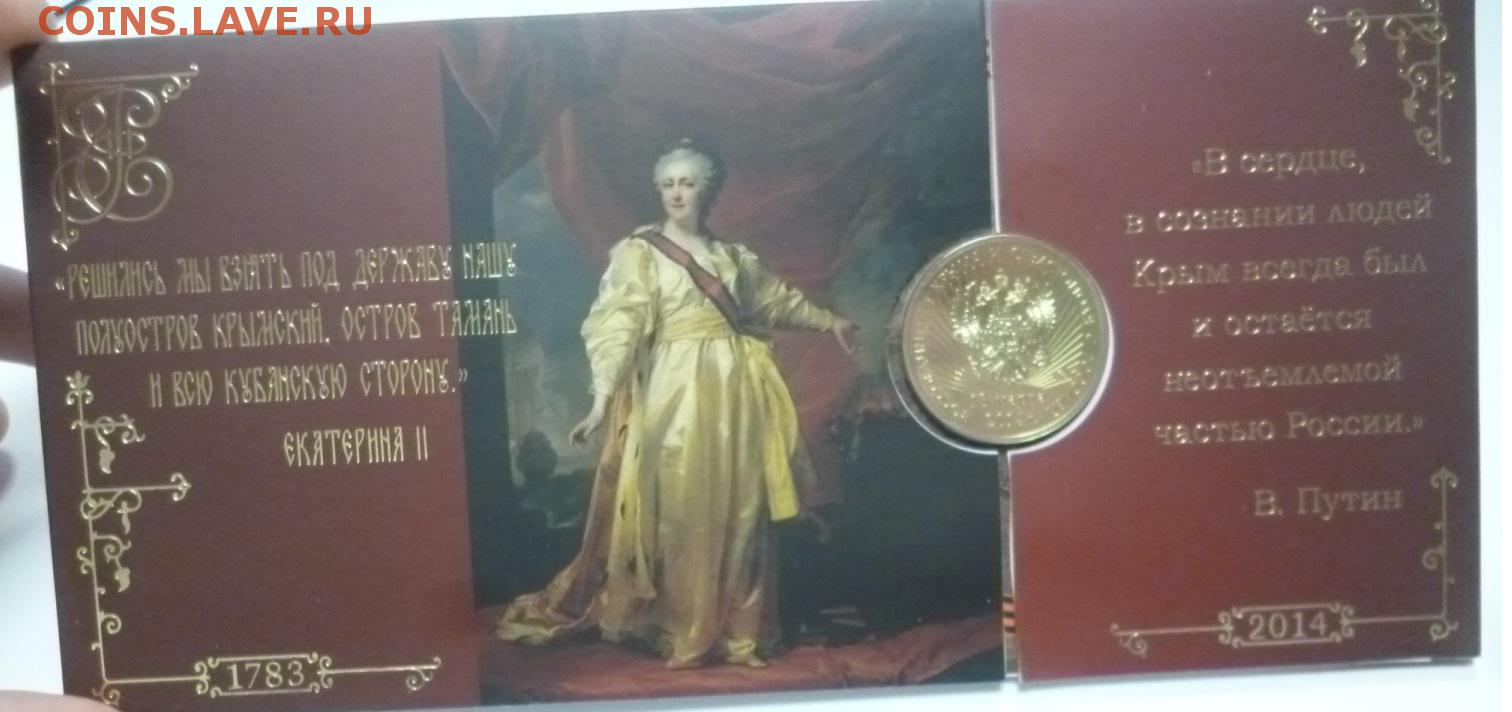 COINS.LAVE.RU
«РЕШИЛИСЬ МЫ ВЗЯТЬ ПОД ДЕРЖАВУ НАШУ
ПОЛУОСТРОВ КРЫМСКИЙ, ОСТРОВ ТАМАНЬ
И ВСЮ КУБАНСКУЮ СТОРОНУ.»
ЕКАТЕРИНА II
1783
«В сердце,
в сознании людей
Крым всегда был
и остаётся
неотъемлемой
частью России.»
В. Путин
2014